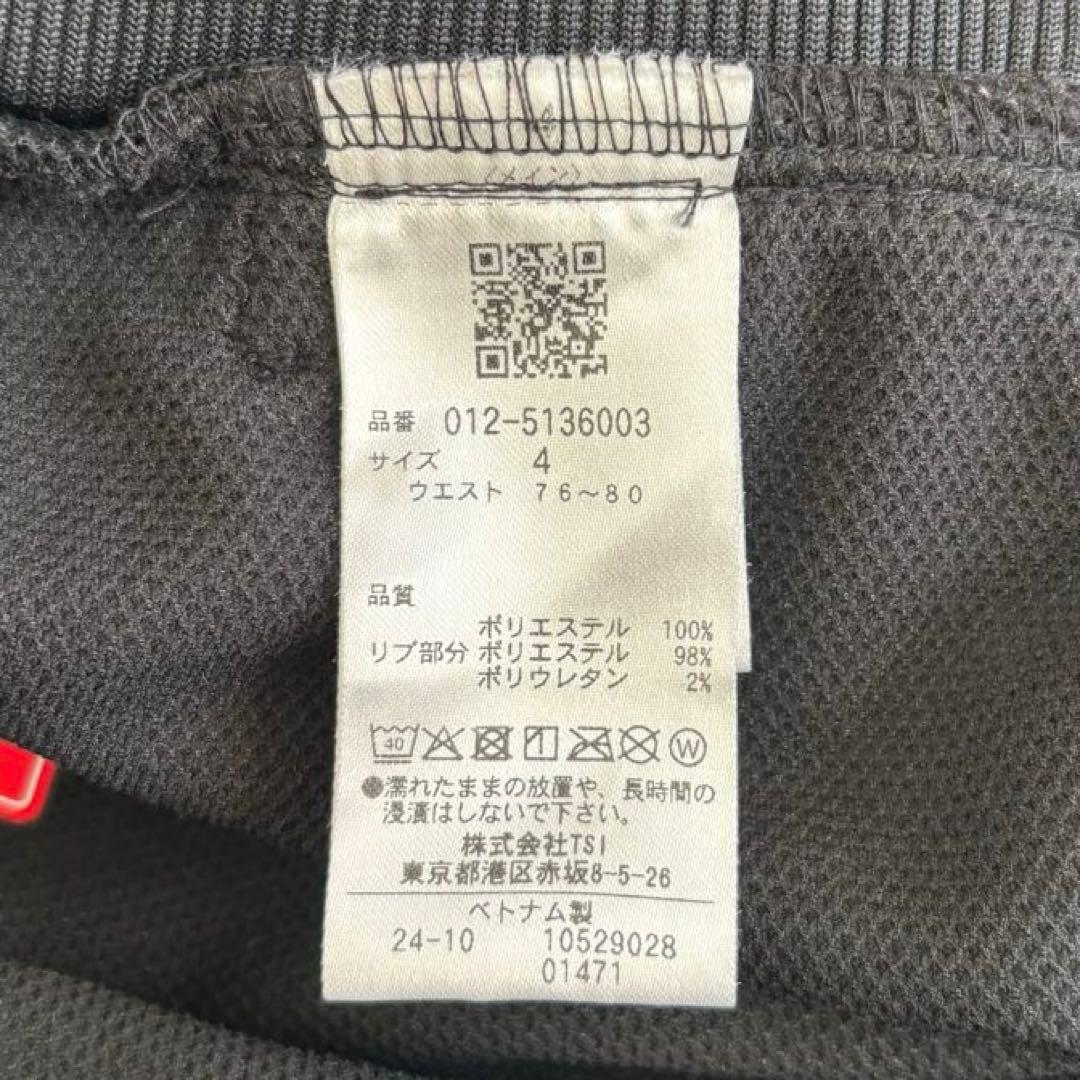 〈メイン〉
品番 012-5136003
サイズ 4
ウエスト 76〜80
品質
ポリエステル 100%
リブ部分 ポリエステル 98%
ポリウレタン 2%
40
W
●濡れたままの放置や、長時間の
浸漬はしないで下さい。
株式会社TSI
東京都港区赤坂8-5-26
ベトナム製
24-10 10529028
01471